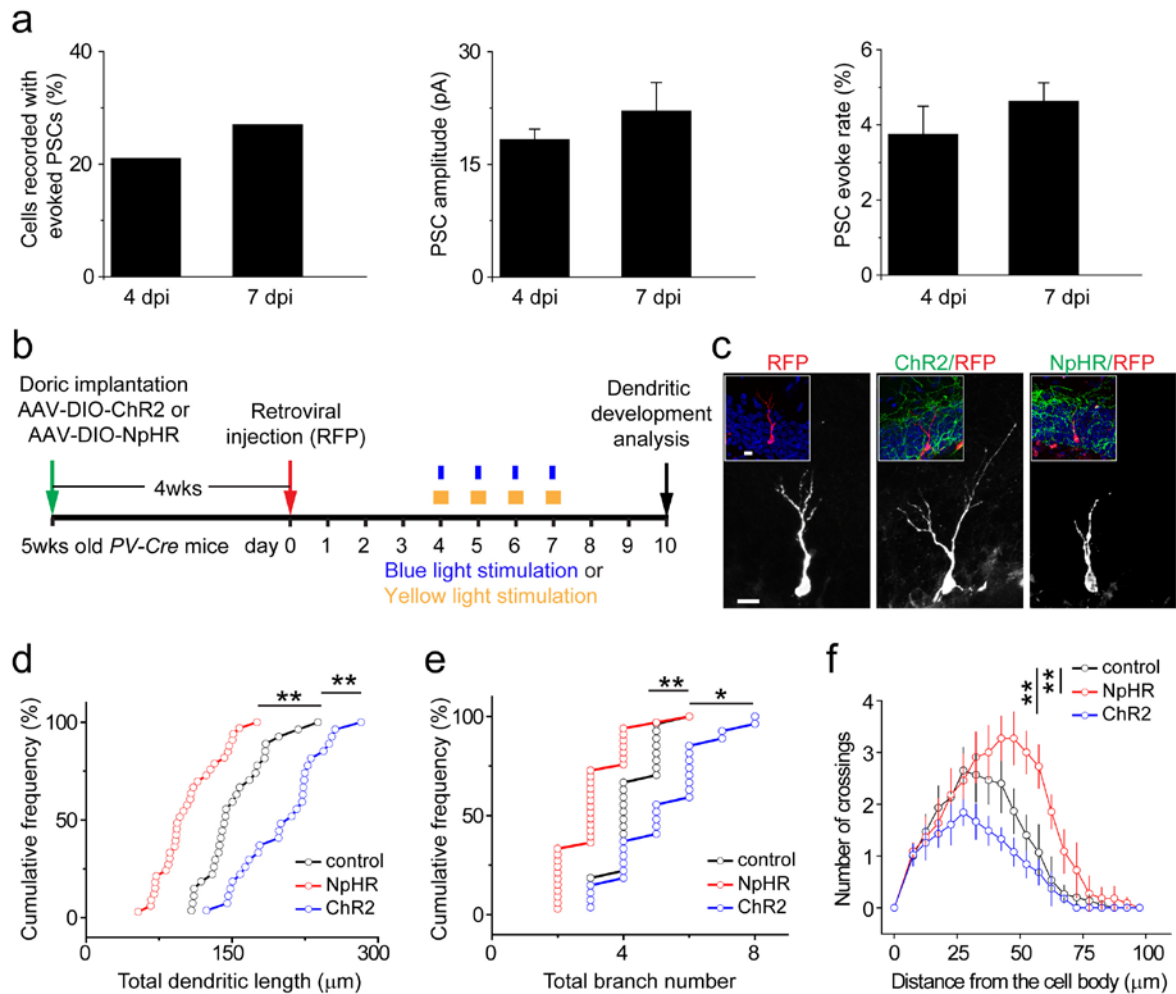 a
Cells recorded with
evoked PSCs (%)
40
20
0
4 dpi
7 dpi
PSC amplitude (pA)
30
15
0
4 dpi
7 dpi
PSC evoke rate (%)
6
4
2
0
4 dpi
7 dpi
b
Doric implantation
AAV-DIO-ChR2 or
AAV-DIO-NpHR
Retroviral
injection (RFP)
Dendritic
development
analysis
4wks
5wks old PV-Cre mice
day 0 1 2 3 4 5 6 7 8 9 10
Blue light stimulation or
Yellow light stimulation
c
RFP
ChR2/RFP
NpHR/RFP
d
Cumulative frequency (%)
100
50
0
** **
control
NpHR
ChR2
0 150 300
Total dendritic length (μm)
e
Cumulative frequency (%)
100
50
0
** *
control
NpHR
ChR2
0 4 8
Total branch number
f
Number of crossings
4
3
2
1
0
** **
control
NpHR
ChR2
0 25 50 75 100
Distance from the cell body (μm)